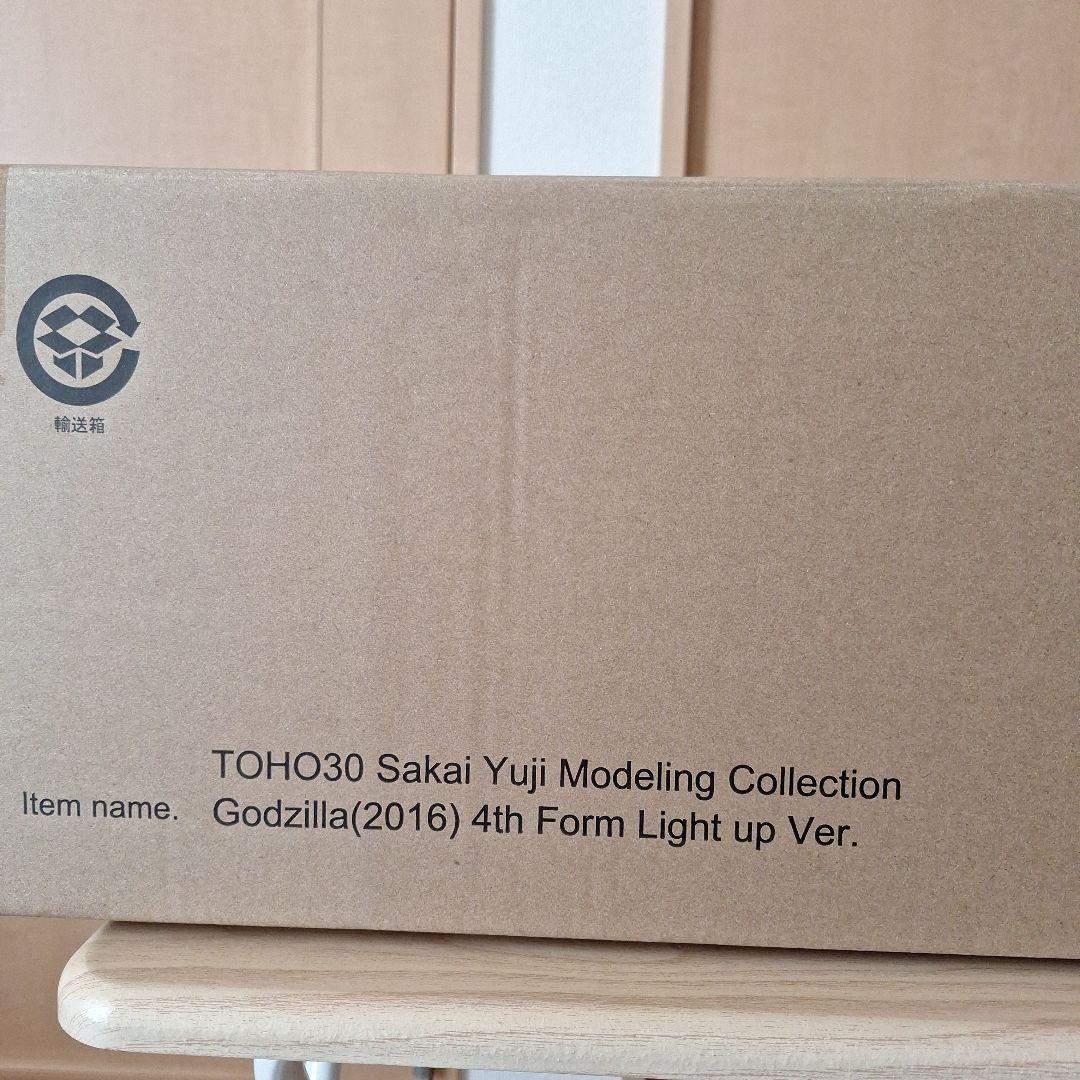 輸送箱
TOHO30 Sakai Yuji Modeling Collection
Item name. Godzilla(2016) 4th Form Light up Ver.